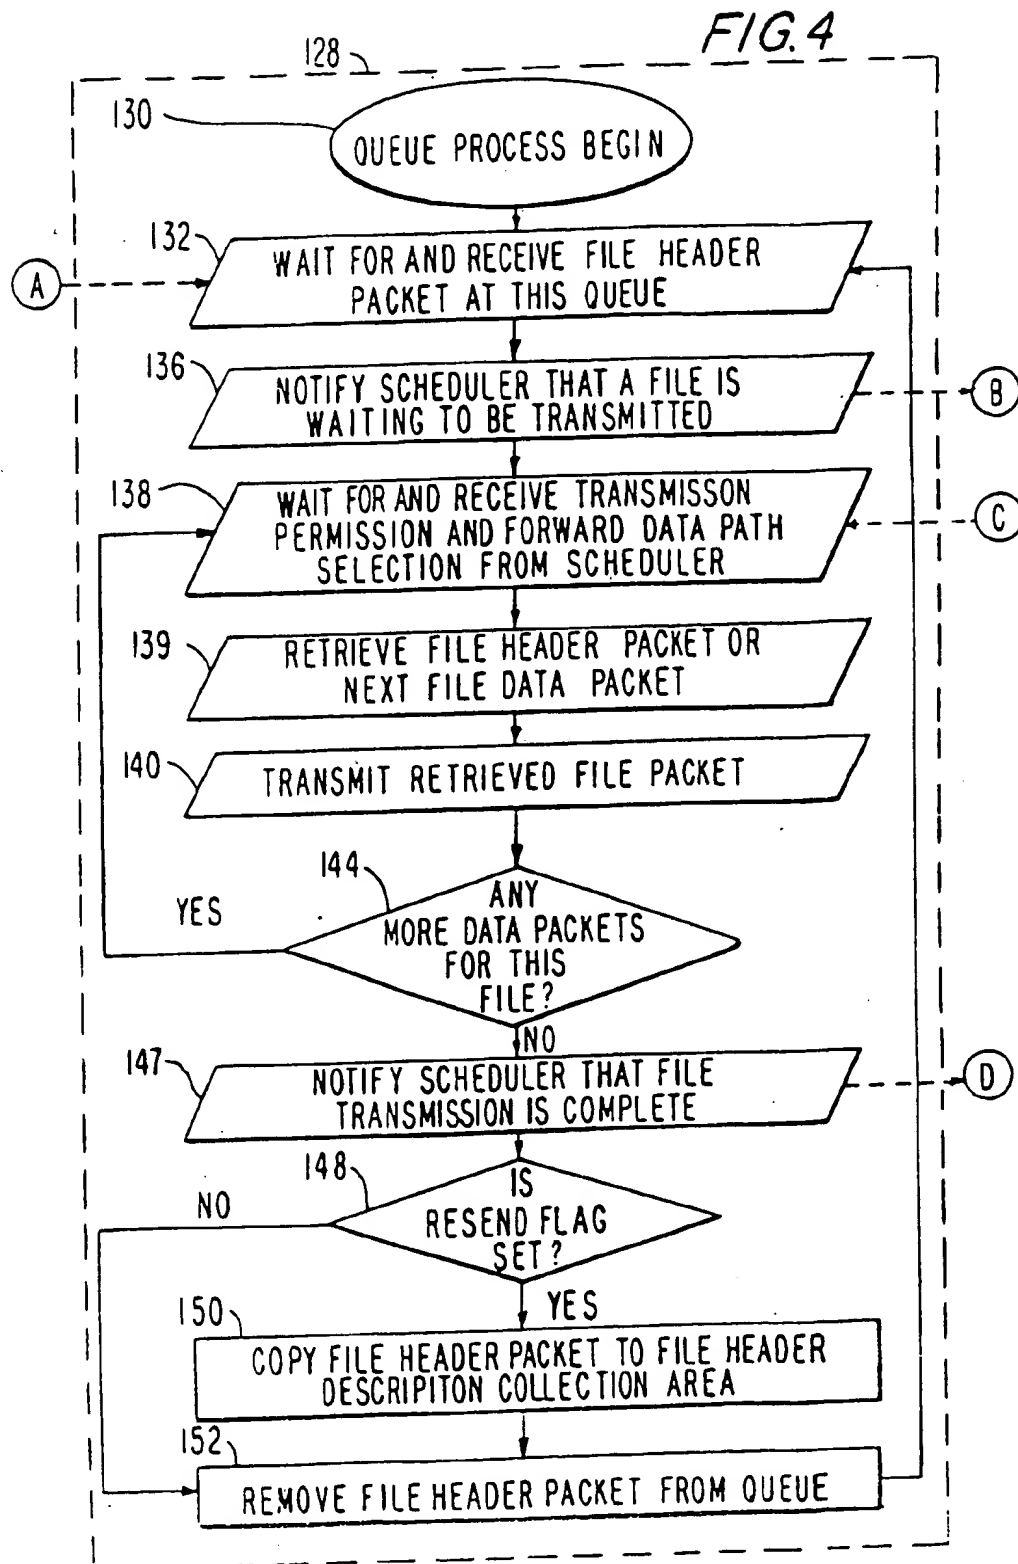 FIG. 4
128
130
QUEUE PROCESS BEGIN
132
WAIT FOR AND RECEIVE FILE HEADER
PACKET AT THIS QUEUE
A
136
NOTIFY SCHEDULER THAT A FILE IS
WAITING TO BE TRANSMITTED
B
138
WAIT FOR AND RECEIVE TRANSMISSON
PERMISSION AND FORWARD DATA PATH
SELECTION FROM SCHEDULER
C
139
RETRIEVE FILE HEADER PACKET OR
NEXT FILE DATA PACKET
140
TRANSMIT RETRIEVED FILE PACKET
144
YES
ANY
MORE DATA PACKETS
FOR THIS
FILE?
NO
147
NOTIFY SCHEDULER THAT FILE
TRANSMISSION IS COMPLETE
D
148
NO
IS
RESEND FLAG
SET?
YES
150
COPY FILE HEADER PACKET TO FILE HEADER
DESCRIPITON COLLECTION AREA
152
REMOVE FILE HEADER PACKET FROM QUEUE